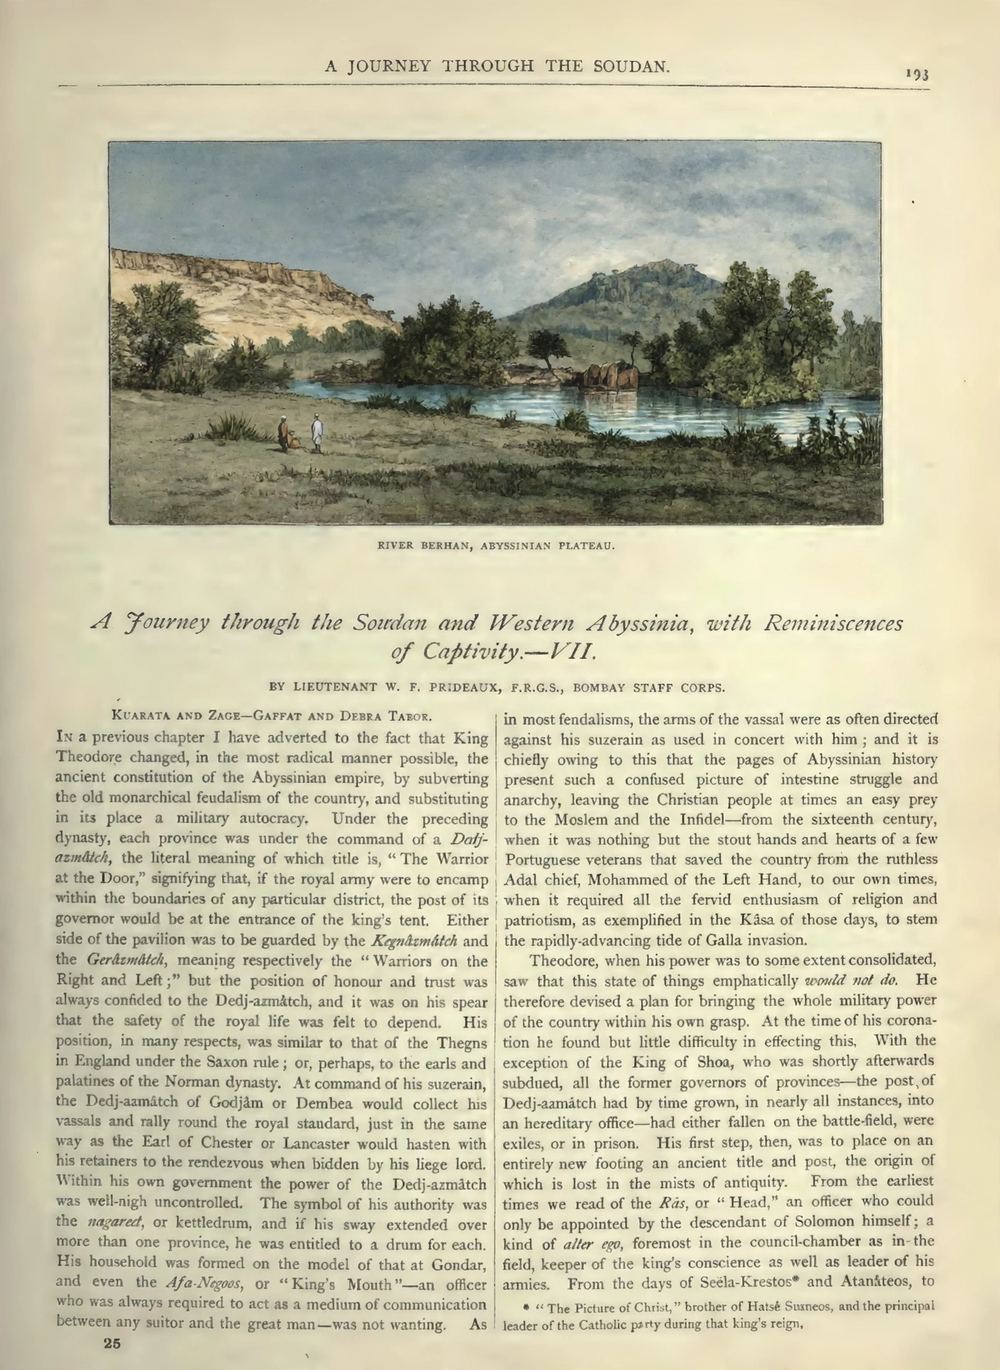 A JOURNEY THROUGH THE SOUDAN.
193
RIVER BERHAN, ABYSSINIAN PLATEAU.
A Journey through the Soudan and Western Abyssinia, with Reminiscences
of Captivity.—VII.
BY LIEUTENANT W. F. PRIDEAUX, F.R.G.S., BOMBAY STAFF CORPS.
KUARATA AND ZAGE—GAFFAT AND DEBRA TABOR.
IN a previous chapter I have adverted to the fact that King
Theodore changed, in the most radical manner possible, the
ancient constitution of the Abyssinian empire, by subverting
the old monarchical feudalism of the country, and substituting
in its place a military autocracy. Under the preceding
dynasty, each province was under the command of a Dafj-
azmâtch, the literal meaning of which title is, “ The Warrior
at the Door,” signifying that, if the royal army were to encamp
within the boundaries of any particular district, the post of its
governor would be at the entrance of the king's tent. Either
side of the pavilion was to be guarded by the Kegnâzmâtch and
the Gerâzmâtch, meaning respectively the “ Warriors on the
Right and Left ;” but the position of honour and trust was
always confided to the Dedj-azmâtch, and it was on his spear
that the safety of the royal life was felt to depend. His
position, in many respects, was similar to that of the Thegns
in England under the Saxon rule ; or, perhaps, to the earls and
palatines of the Norman dynasty. At command of his suzerain,
the Dedj-azmâtch of Godjâm or Dembea would collect his
vassals and rally round the royal standard, just in the same
way as the Earl of Chester or Lancaster would hasten with
his retainers to the rendezvous when bidden by his liege lord.
Within his own government the power of the Dedj-azmâtch
was well-nigh uncontrolled. The symbol of his authority was
the nagareet, or kettledrum, and if his sway extended over
more than one province, he was entitled to a drum for each.
His household was formed on the model of that at Gondar,
and even the Afa-Negoos, or “ King's Mouth ”—an officer
who was always required to act as a medium of communication
between any suitor and the great man—was not wanting. As
25
in most fendalisms, the arms of the vassal were as often directed
against his suzerain as used in concert with him ; and it is
chiefly owing to this that the pages of Abyssinian history
present such a confused picture of intestine struggle and
anarchy, leaving the Christian people at times an easy prey
to the Moslem and the Infidel—from the sixteenth century,
when it was nothing but the stout hands and hearts of a few
Portuguese veterans that saved the country from the ruthless
Adal chief, Mohammed of the Left Hand, to our own times,
when it required all the fervid enthusiasm of religion and
patriotism, as exemplified in the Kâsa of those days, to stem
the rapidly-advancing tide of Galla invasion.
Theodore, when his power was to some extent consolidated,
saw that this state of things emphatically would not do. He
therefore devised a plan for bringing the whole military power
of the country within his own grasp. At the time of his corona-
tion he found but little difficulty in effecting this. With the
exception of the King of Shoa, who was shortly afterwards
subdued, all the former governors of provinces—the post of
Dedj-aamâtch had by time grown, in nearly all instances, into
an hereditary office—had either fallen on the battle-field, were
exiles, or in prison. His first step, then, was to place on an
entirely new footing an ancient title and post, the origin of
which is lost in the mists of antiquity. From the earliest
times we read of the Râs, or “ Head,” an officer who could
only be appointed by the descendant of Solomon himself ; a
kind of alter ego, foremost in the council-chamber as in the
field, keeper of the king's conscience as well as leader of his
armies. From the days of Seéla-Krestos* and Atanâteos, to
* “ The Picture of Christ,” brother of Hatsê Susneos, and the principal
leader of the Catholic party during that king's reign.